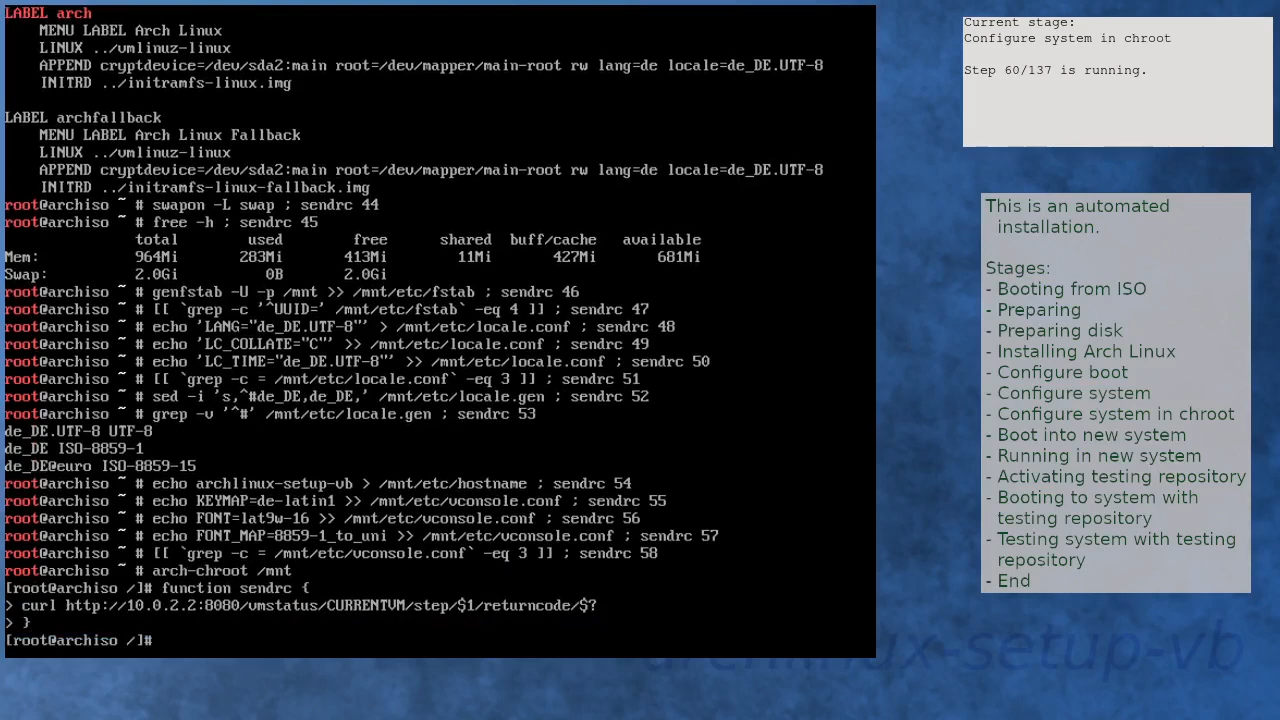 LABEL arch
MENU LABEL Arch Linux
LINUX ../vmlinuz-linux
APPEND cryptdevice=/dev/sda2:main root=/dev/mapper/main-root rw lang=de locale=de_DE.UTF-8
INITRD ../initramfs-linux.img
LABEL archfallback
MENU LABEL Arch Linux Fallback
LINUX ../vmlinuz-linux
APPEND cryptdevice=/dev/sda2:main root=/dev/mapper/main-root rw lang=de locale=de_DE.UTF-8
INITRD ../initramfs-linux-fallback.img
root@archiso ~ # swapon -L swap ; sendrc 44
root@archiso ~ # free -h ; sendrc 45
total used free shared buff/cache available
Mem: 964Mi 283Mi 413Mi 11Mi 427Mi 681Mi
Swap: 2.0Gi 0B 2.0Gi
root@archiso ~ # genfstab -U -p /mnt >> /mnt/etc/fstab ; sendrc 46
root@archiso ~ # [[ `grep -c '^UUID=' /mnt/etc/fstab` -eq 4 ]] ; sendrc 47
root@archiso ~ # echo 'LANG="de_DE.UTF-8"' > /mnt/etc/locale.conf ; sendrc 48
root@archiso ~ # echo 'LC_COLLATE="C"' >> /mnt/etc/locale.conf ; sendrc 49
root@archiso ~ # echo 'LC_TIME="de_DE.UTF-8"' >> /mnt/etc/locale.conf ; sendrc 50
root@archiso ~ # [[ `grep -c = /mnt/etc/locale.conf` -eq 3 ]] ; sendrc 51
root@archiso ~ # sed -i 's,^#de_DE,de_DE,' /mnt/etc/locale.gen ; sendrc 52
root@archiso ~ # grep -v '^#' /mnt/etc/locale.gen ; sendrc 53
de_DE.UTF-8 UTF-8
de_DE ISO-8859-1
de_DE@euro ISO-8859-15
root@archiso ~ # echo archlinux-setup-vb > /mnt/etc/hostname ; sendrc 54
root@archiso ~ # echo KEYMAP=de-latin1 >> /mnt/etc/vconsole.conf ; sendrc 55
root@archiso ~ # echo FONT=lat9w-16 >> /mnt/etc/vconsole.conf ; sendrc 56
root@archiso ~ # echo FONT_MAP=8859-1_to_uni >> /mnt/etc/vconsole.conf ; sendrc 57
root@archiso ~ # [[ `grep -c = /mnt/etc/vconsole.conf` -eq 3 ]] ; sendrc 58
root@archiso ~ # arch-chroot /mnt
[root@archiso /]# function sendrc {
> curl http://10.0.2.2:8080/vmstatus/CURRENTVM/step/$1/returncode/$?
> }
[root@archiso /]#
Current stage:
Configure system in chroot
Step 60/137 is running.
This is an automated
installation.
Stages:
- Booting from ISO
- Preparing
- Preparing disk
- Installing Arch Linux
- Configure boot
- Configure system
- Configure system in chroot
- Boot into new system
- Running in new system
- Activating testing repository
- Booting to system with
testing repository
- Testing system with testing
repository
- End
archlinux-setup-vb